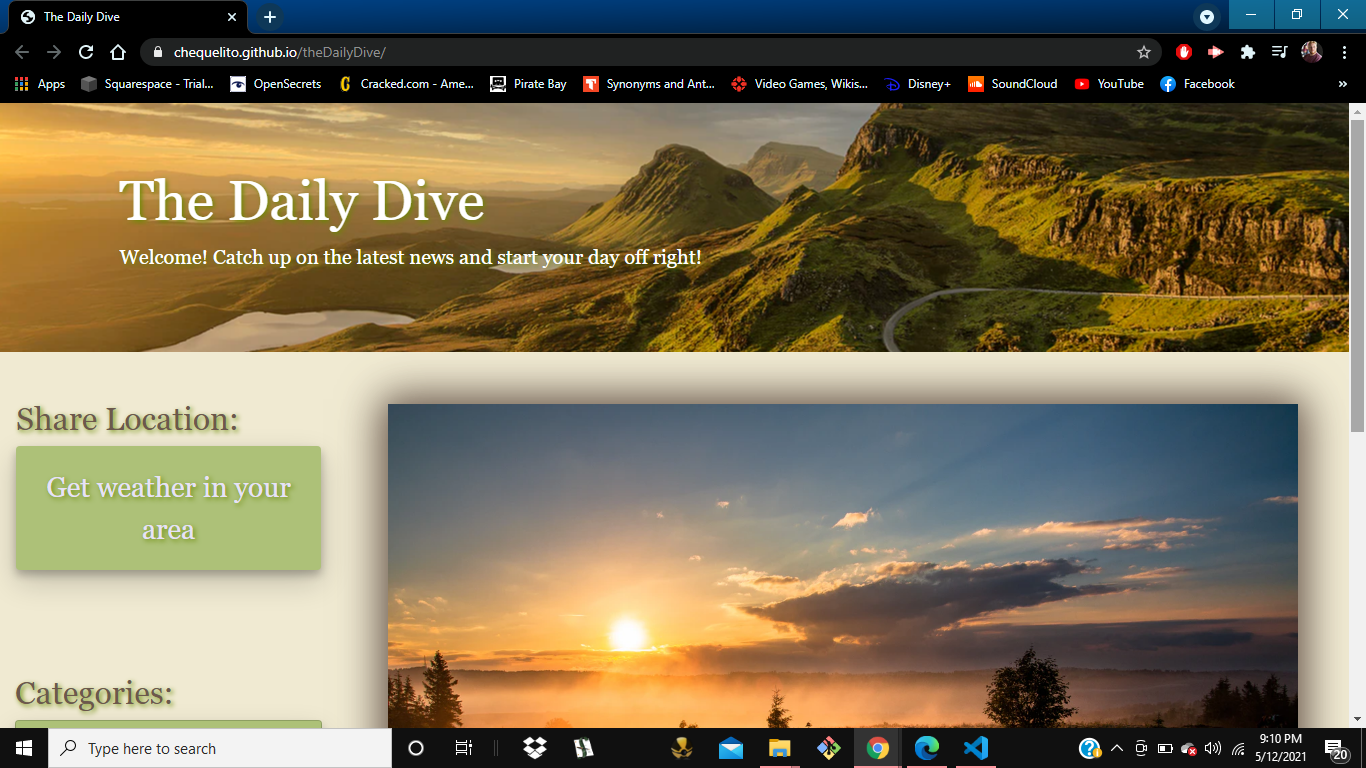 The Daily Dive
chequelito.github.io/theDailyDive/
Apps
Squarespace - Trial...
OpenSecrets
Cracked.com - Ame...
Pirate Bay
Synonyms and Ant...
Video Games, Wikis...
Disney+
SoundCloud
YouTube
Facebook
»
The Daily Dive
Welcome! Catch up on the latest news and start your day off right!
Share Location:
Get weather in your
area
Categories:
Type here to search
9:10 PM
5/12/2021
20